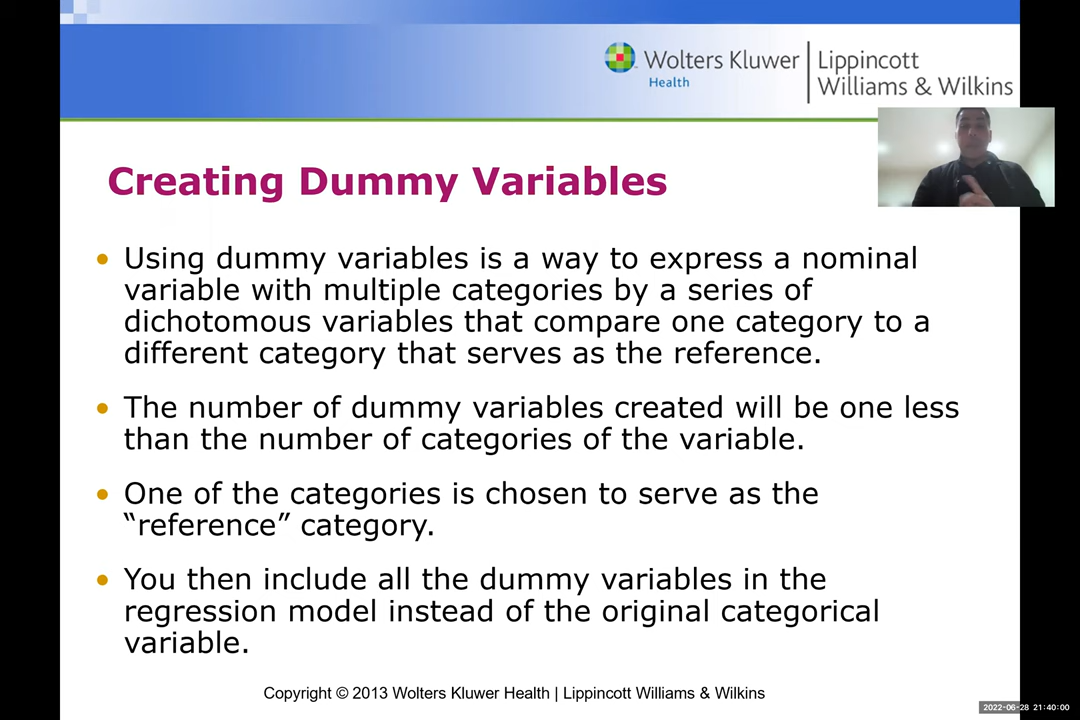 Wolters Kluwer
Health
Lippincott
Williams & Wilkins
Creating Dummy Variables
• Using dummy variables is a way to express a nominal
variable with multiple categories by a series of
dichotomous variables that compare one category to a
different category that serves as the reference.
• The number of dummy variables created will be one less
than the number of categories of the variable.
• One of the categories is chosen to serve as the
“reference” category.
• You then include all the dummy variables in the
regression model instead of the original categorical
variable.
Copyright © 2013 Wolters Kluwer Health | Lippincott Williams & Wilkins
2022-06-28 21:40:00